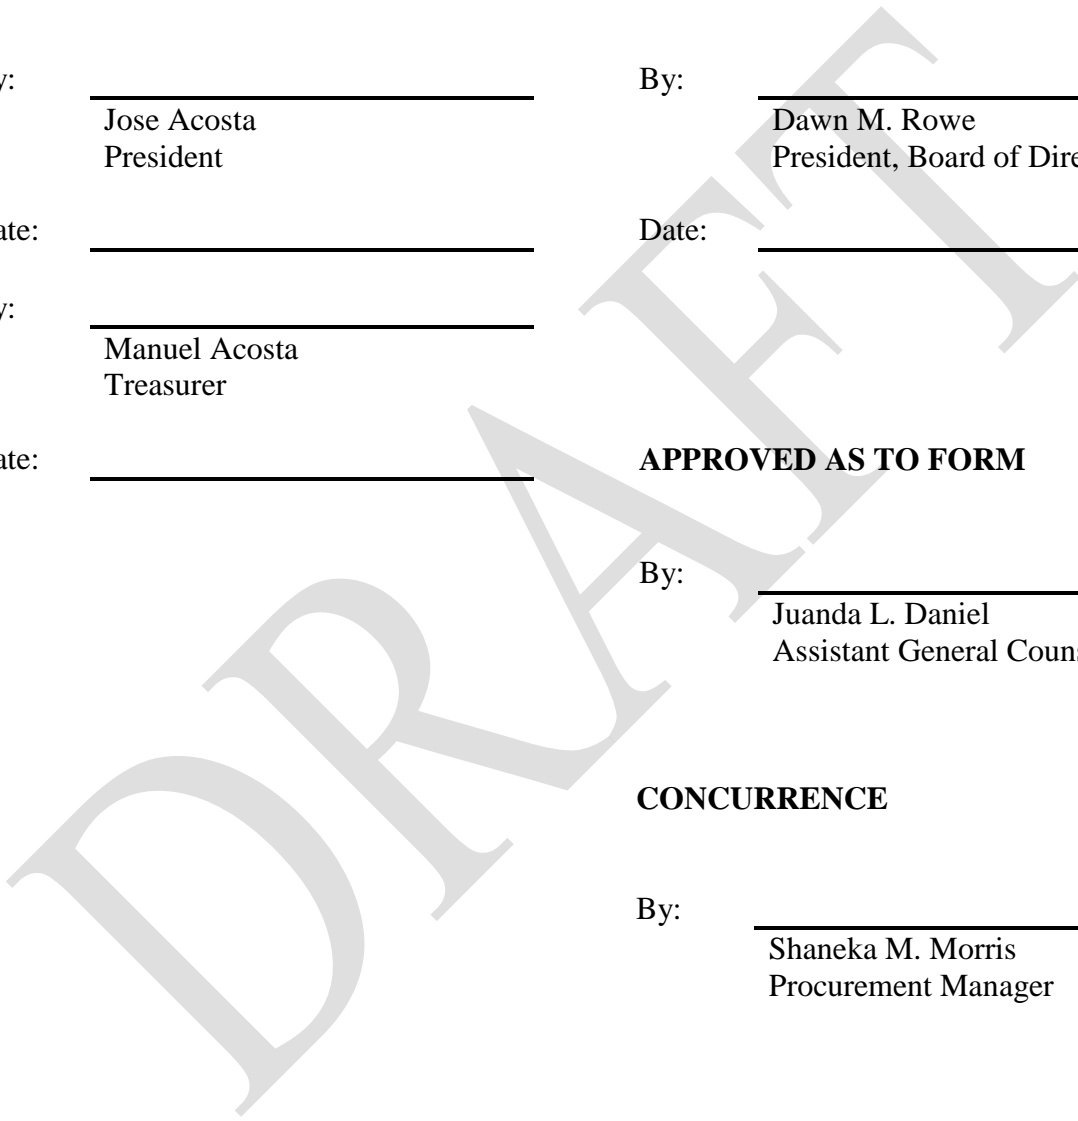 y:
Jose Acosta
President
ate:
y:
Manuel Acosta
Treasurer
ate:
By:
Dawn M. Rowe
President, Board of Dire
Date:
APPROVED AS TO FORM
By:
Juanda L. Daniel
Assistant General Coun
CONCURRENCE
By:
Shaneka M. Morris
Procurement Manager
DRAFT